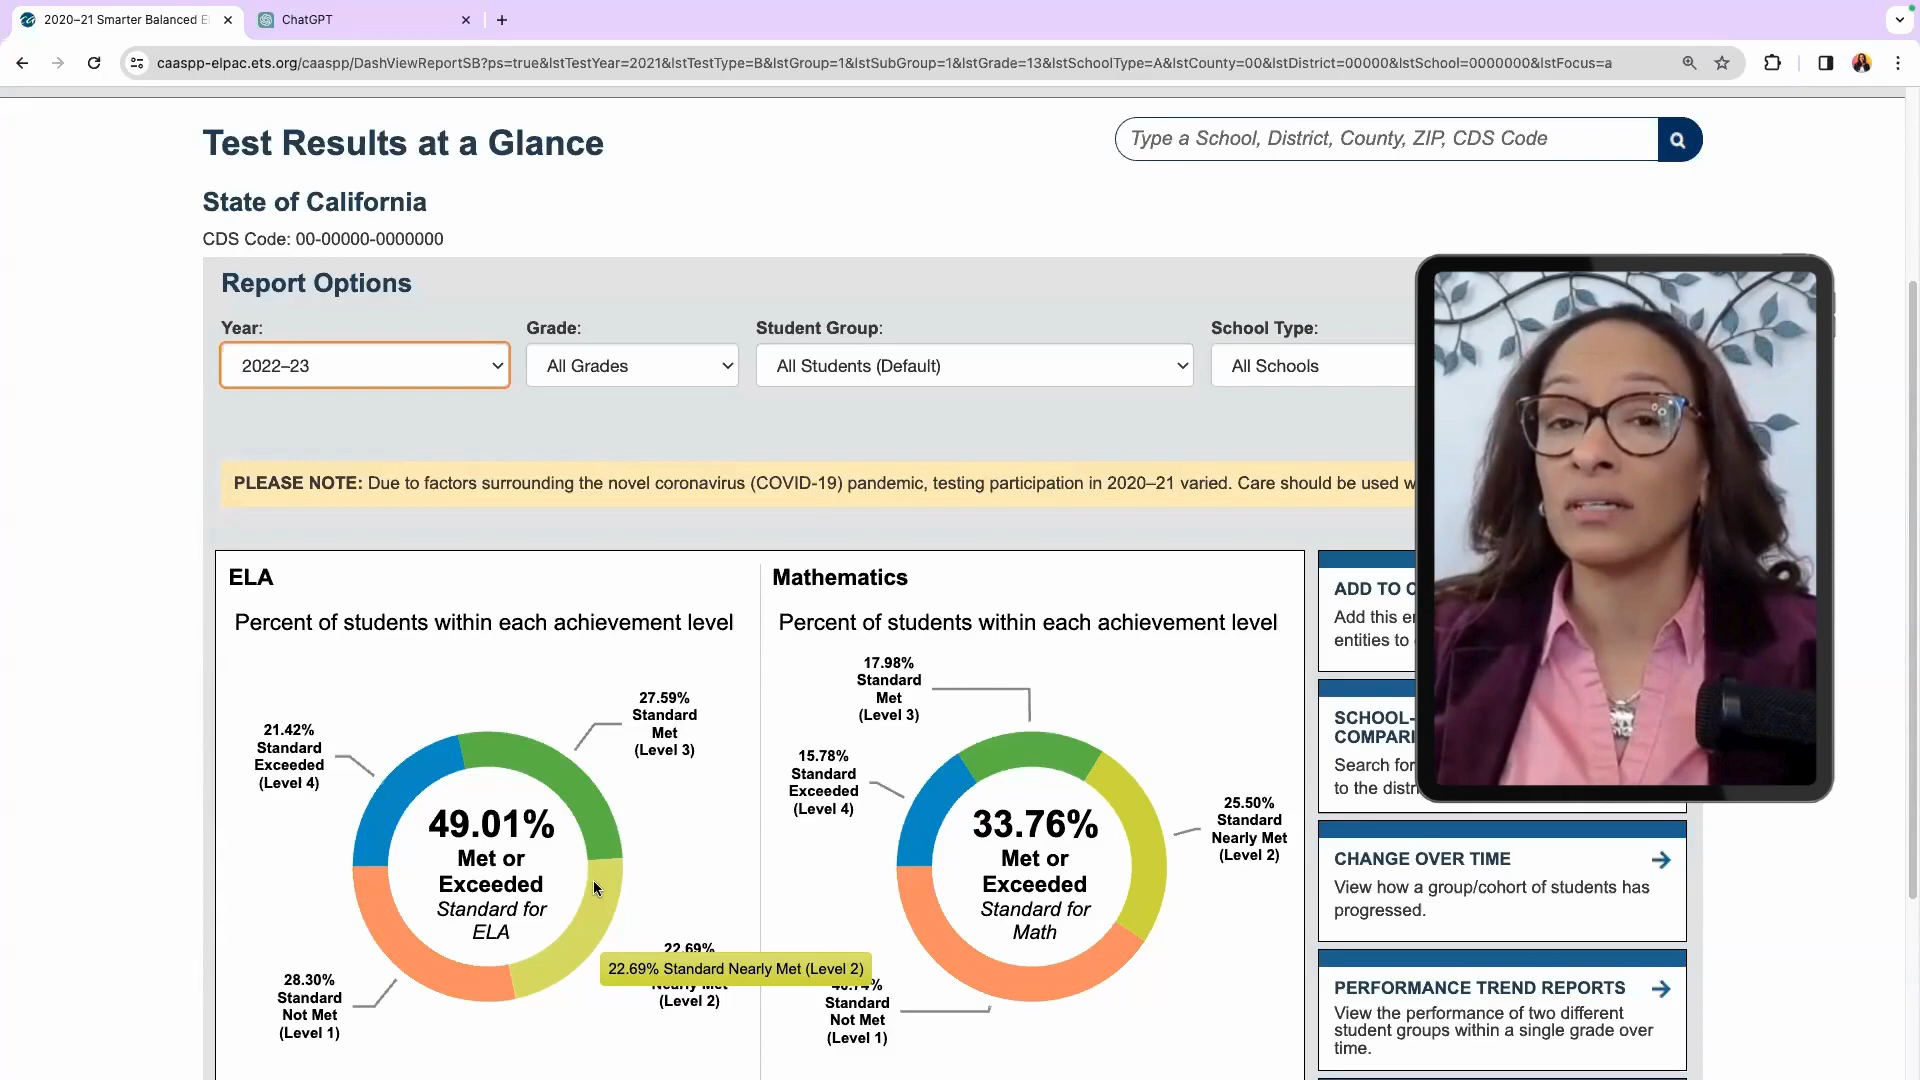 2020–21 Smarter Balanced E
ChatGPT
caaspp-elpac.ets.org/caaspp/DashViewReportSB?ps=true&lstTestYear=2021&lstTestType=B&lstGroup=1&lstSubGroup=1&lstGrade=13&lstSchoolType=A&lstCounty=00&lstDistrict=00000&lstSchool=0000000&lstFocus=a
Test Results at a Glance
Type a School, District, County, ZIP, CDS Code
State of California
CDS Code: 00-00000-0000000
Report Options
Year:
Grade:
Student Group:
School Type:
2022–23
All Grades
All Students (Default)
All Schools
PLEASE NOTE: Due to factors surrounding the novel coronavirus (COVID-19) pandemic, testing participation in 2020–21 varied. Care should be used w
ELA
Percent of students within each achievement level
27.59%
Standard
Met
(Level 3)
21.42%
Standard
Exceeded
(Level 4)
49.01%
Met or
Exceeded
Standard for
ELA
22.69%
Nearly Met
(Level 2)
22.69% Standard Nearly Met (Level 2)
28.30%
Standard
Not Met
(Level 1)
Mathematics
Percent of students within each achievement level
17.98%
Standard
Met
(Level 3)
15.78%
Standard
Exceeded
(Level 4)
33.76%
Met or
Exceeded
Standard for
Math
25.50%
Standard
Nearly Met
(Level 2)
Standard
Not Met
(Level 1)
ADD TO C
Add this
entities to
SCHOOL-
COMPARI
Search for
to the distr
CHANGE OVER TIME
View how a group/cohort of students has
progressed.
PERFORMANCE TREND REPORTS
View the performance of two different
student groups within a single grade over
time.